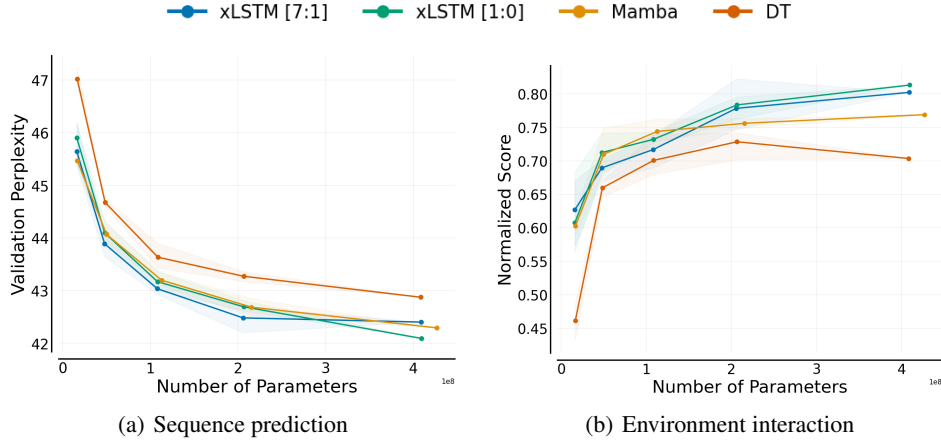 xLSTM [7:1] xLSTM [1:0] Mamba DT
Validation Perplexity
47
46
45
44
43
42
0 1 2 3 4
1e8
Number of Parameters
(a) Sequence prediction
Normalized Score
0.80
0.75
0.70
0.65
0.60
0.55
0.50
0.45
0 1 2 3 4
1e8
Number of Parameters
(b) Environment interaction